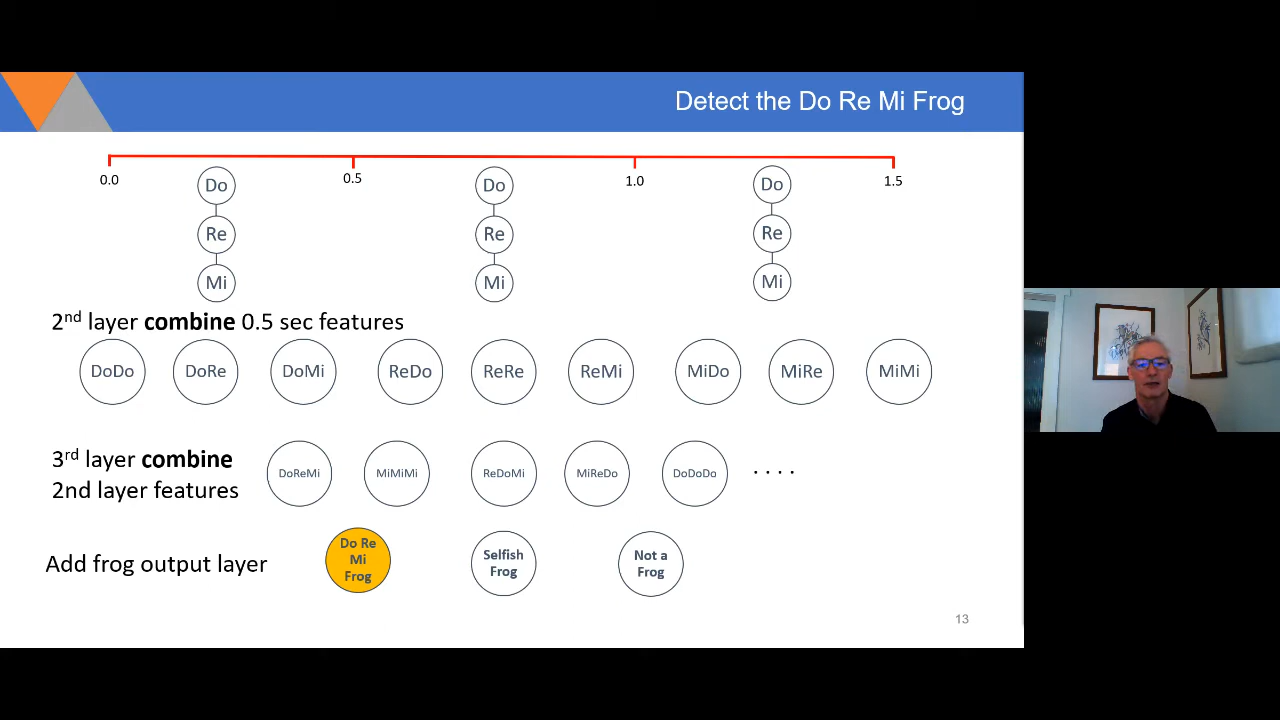 Detect the Do Re Mi Frog
0.0 0.5 1.0 1.5
Do Do Do
Re Re Re
Mi Mi Mi
2nd layer combine 0.5 sec features
DoDo DoRe DoMi ReDo ReRe ReMi MiDo MiRe MiMi
3rd layer combine
2nd layer features
DoReMi MiMiMi ReDoMi MiReDo DoDoDo . . . .
Add frog output layer
Do Re
Mi
Frog
Selfish
Frog
Not a
Frog
13